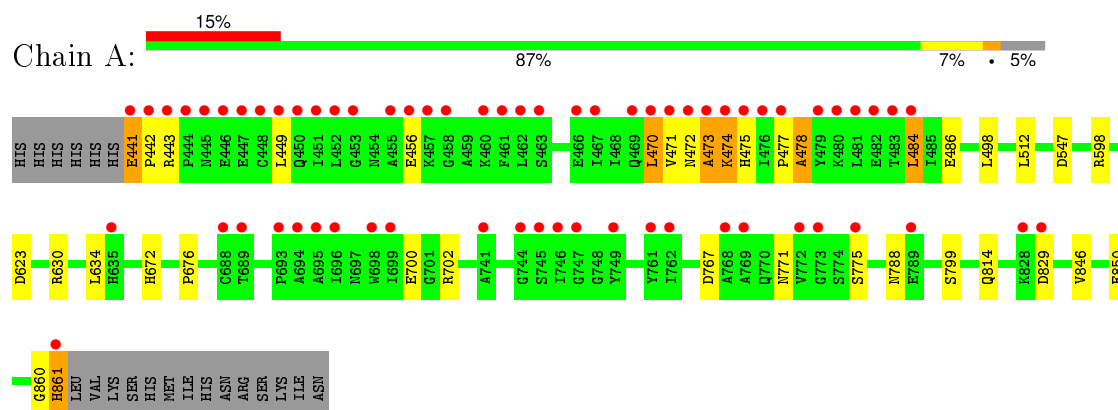 15%
Chain A:
87% 7% • 5%
HIS HIS HIS HIS HIS HIS E441 P442 R443 P444 N445 E446 E447 G448 L449 Q450 I451 L452 G453 N454 A455 E456 K457 G458 A459 K460 F461 L462 S463 E466 I467 I468 Q469 L470 V471 N472 A473 K474 H475 I476 P477 A478 Y479 K480 L481 E482 T483 L484 I485 E486 L498 L512 D547 R598
D623 R630 L634 H635 H672 P676 C688 T689 P693 A694 A695 I696 N697 W698 I699 E700 G701 R702 A741 G744 S745 I746 G747 G748 Y749 Y761 I762 D767 A768 A769 Q770 N771 V772 G773 S774 S775 N788 E789 S799 Q814 K828 D829 V846
G860 H861 LEU VAL LYS SER HIS MET ILE HIS ASN ARG SER LYS ILE ASN